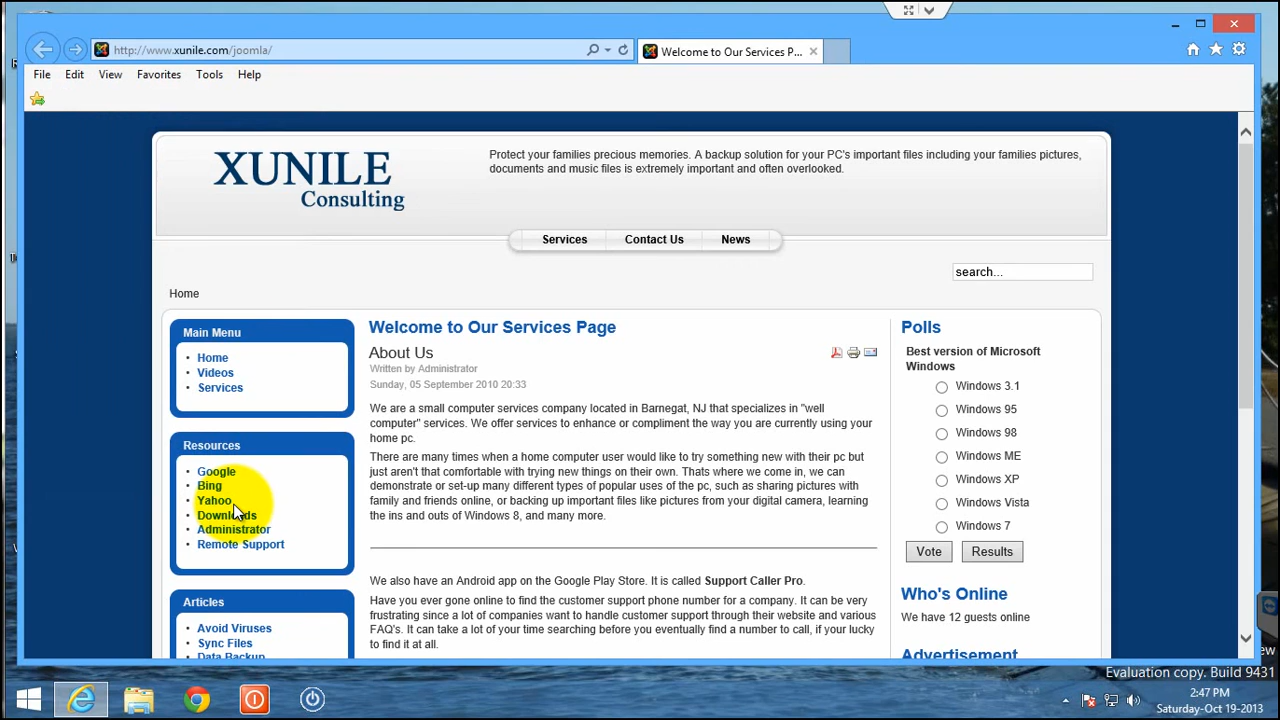 http://www.xunile.com/joomla/
Welcome to Our Services P...
File Edit View Favorites Tools Help
XUNILE
Consulting
Protect your families precious memories. A backup solution for your PC's important files including your families pictures,
documents and music files is extremely important and often overlooked.
Services Contact Us News
search...
Home
Main Menu
Home
Videos
Services
Resources
Google
Bing
Yahoo
Downloads
Administrator
Remote Support
Articles
Avoid Viruses
Sync Files
Data Backup
Welcome to Our Services Page
About Us
Written by Administrator
Sunday, 05 September 2010 20:33
We are a small computer services company located in Barnegat, NJ that specializes in "well
computer" services. We offer services to enhance or compliment the way you are currently using your
home pc.
There are many times when a home computer user would like to try something new with their pc but
just aren't that comfortable with trying new things on their own. Thats where we come in, we can
demonstrate or set-up many different types of popular uses of the pc, such as sharing pictures with
family and friends online, or backing up important files like pictures from your digital camera, learning
the ins and outs of Windows 8, and many more.
We also have an Android app on the Google Play Store. It is called Support Caller Pro.
Have you ever gone online to find the customer support phone number for a company. It can be very
frustrating since a lot of companies want to handle customer support through their website and various
FAQ's. It can take a lot of your time searching before you eventually find a number to call, if your lucky
to find it at all.
Polls
Best version of Microsoft
Windows
Windows 3.1
Windows 95
Windows 98
Windows ME
Windows XP
Windows Vista
Windows 7
Vote Results
Who's Online
We have 12 guests online
Advertisement
Evaluation copy. Build 9431
2:47 PM
Saturday-Oct 19-2013